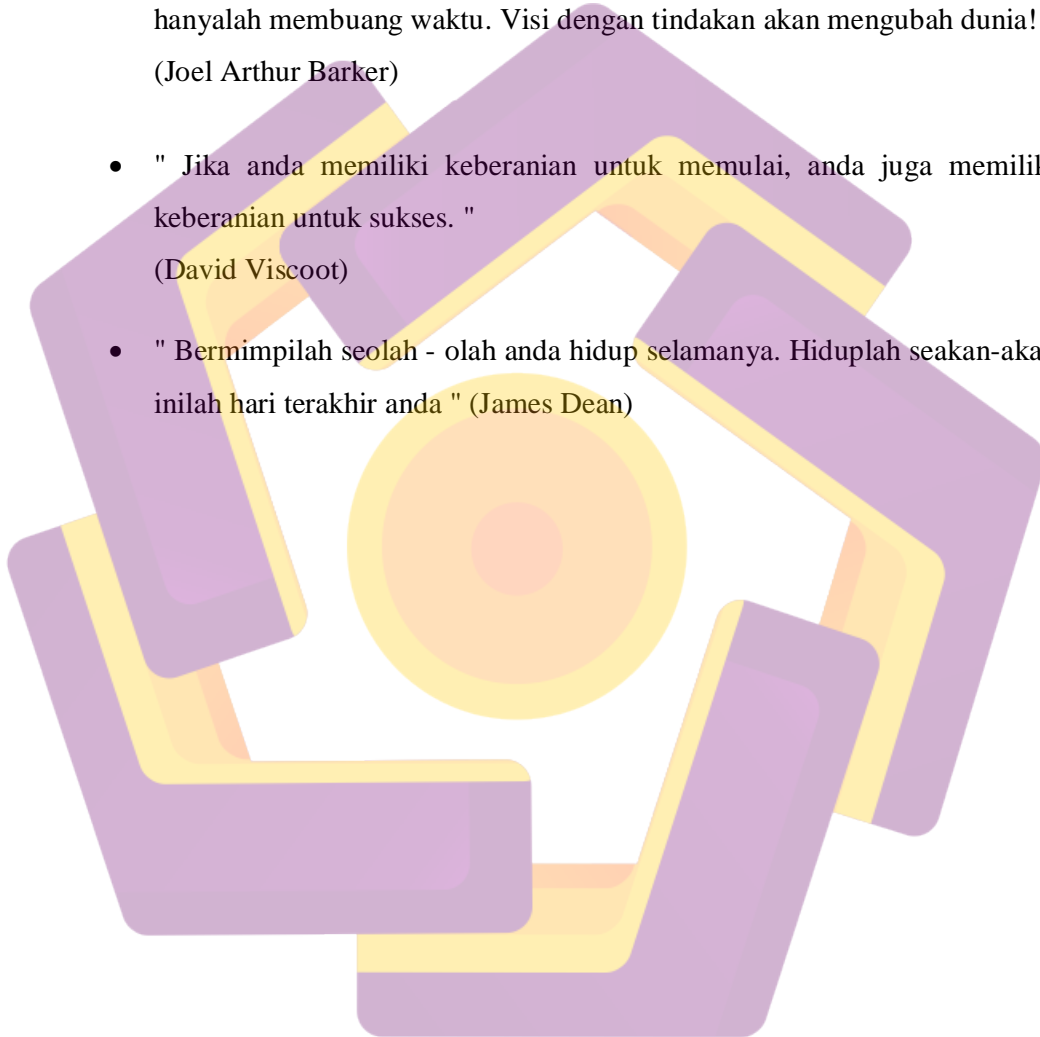 hanyalah membuang waktu. Visi dengan tindakan akan mengubah dunia!
(Joel Arthur Barker)
• " Jika anda memiliki keberanian untuk memulai, anda juga memilik
keberanian untuk sukses. "
(David Viscoot)
• " Bermimpilah seolah - olah anda hidup selamanya. Hiduplah seakan-aka
inilah hari terakhir anda " (James Dean)